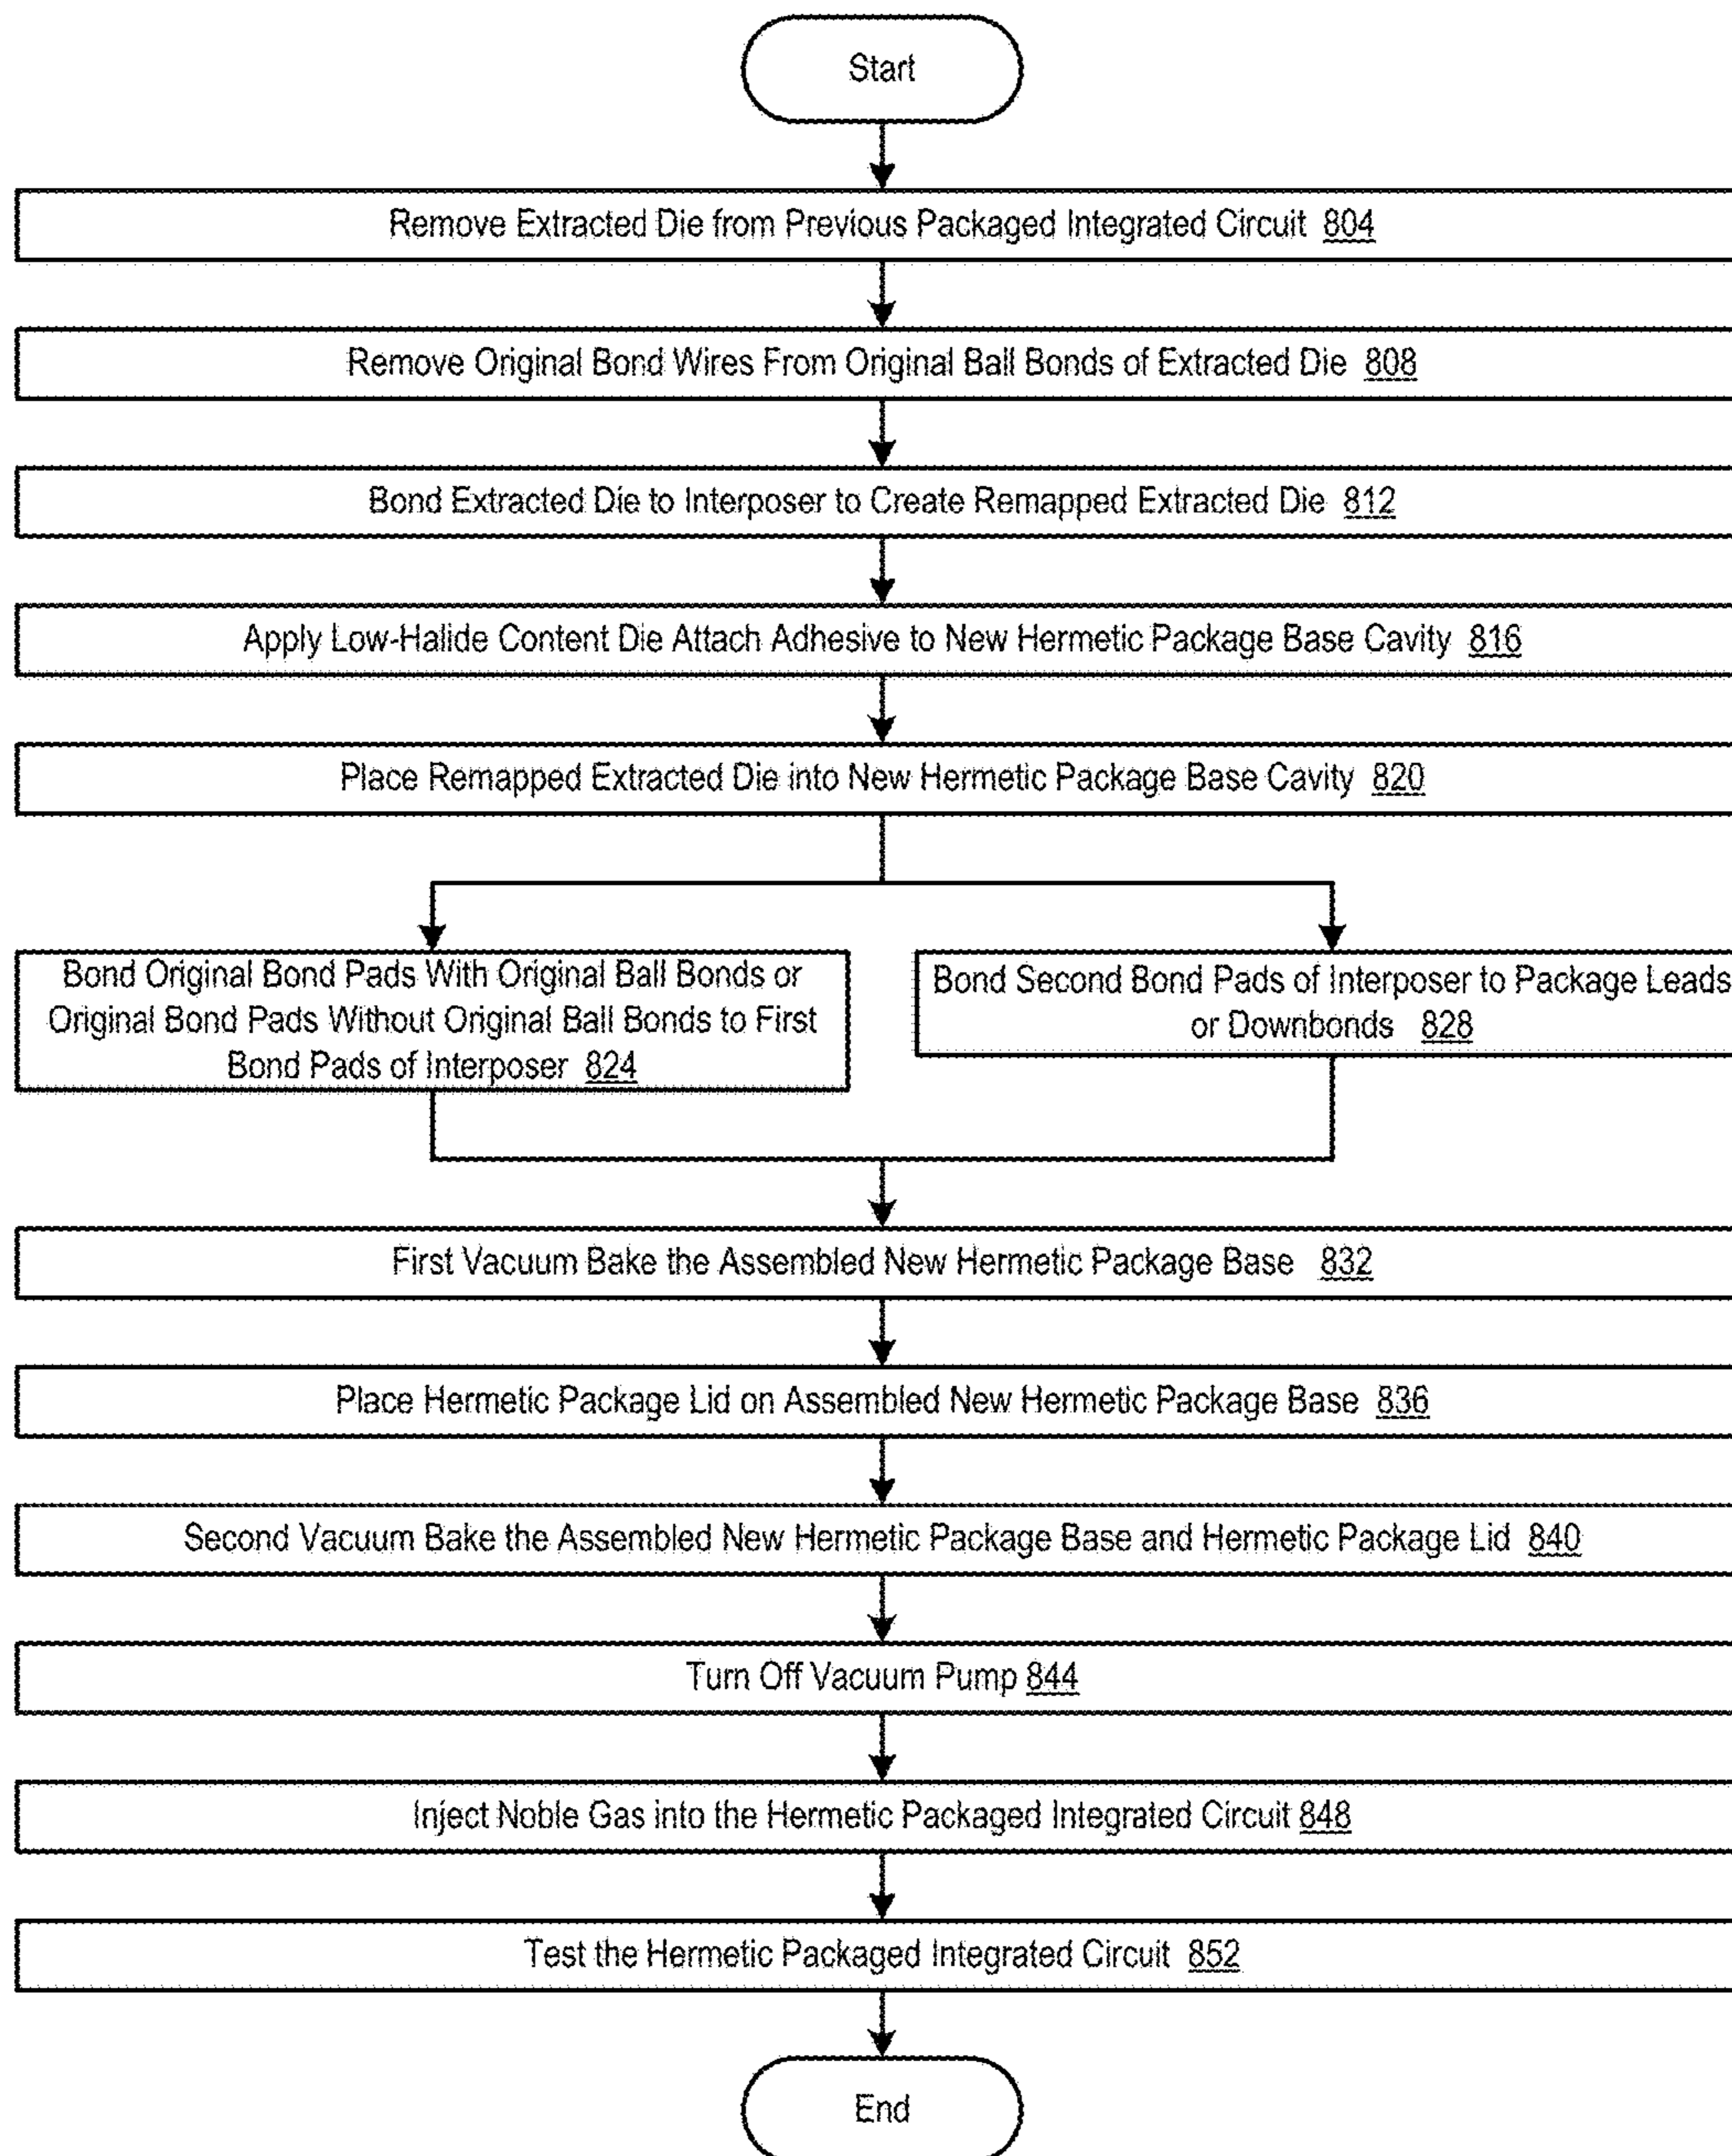 Start
Remove Extracted Die from Previous Packaged Integrated Circuit 804
Remove Original Bond Wires From Original Ball Bonds of Extracted Die 808
Bond Extracted Die to Interposer to Create Remapped Extracted Die 812
Apply Low-Halide Content Die Attach Adhesive to New Hermetic Package Base Cavity 816
Place Remapped Extracted Die into New Hermetic Package Base Cavity 820
Bond Original Bond Pads With Original Ball Bonds or
Original Bond Pads Without Original Ball Bonds to First
Bond Pads of Interposer 824
Bond Second Bond Pads of Interposer to Package Leads
or Downbonds 828
First Vacuum Bake the Assembled New Hermetic Package Base 832
Place Hermetic Package Lid on Assembled New Hermetic Package Base 836
Second Vacuum Bake the Assembled New Hermetic Package Base and Hermetic Package Lid 840
Turn Off Vacuum Pump 844
Inject Noble Gas into the Hermetic Packaged Integrated Circuit 848
Test the Hermetic Packaged Integrated Circuit 852
End